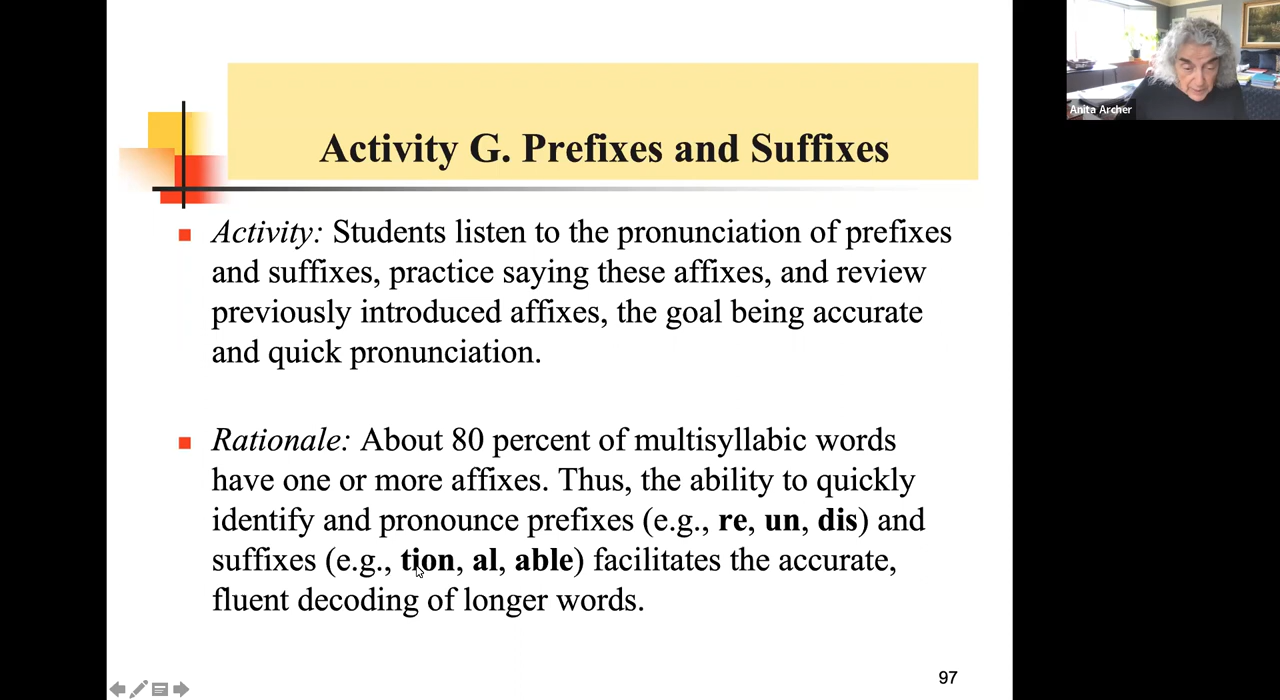 Activity G. Prefixes and Suffixes
Activity: Students listen to the pronunciation of prefixes
and suffixes, practice saying these affixes, and review
previously introduced affixes, the goal being accurate
and quick pronunciation.
Rationale: About 80 percent of multisyllabic words
have one or more affixes. Thus, the ability to quickly
identify and pronounce prefixes (e.g., re, un, dis) and
suffixes (e.g., tion, al, able) facilitates the accurate,
fluent decoding of longer words.
97
Anita Archer